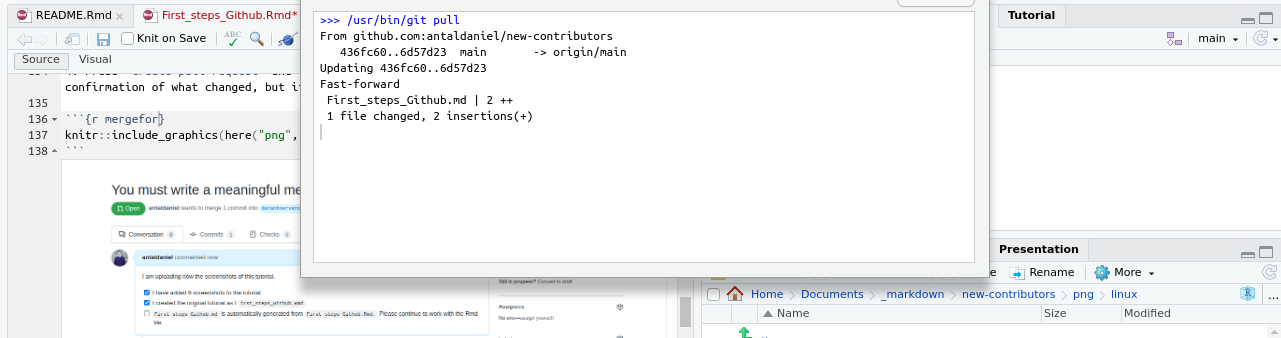 README.Rmd
First_steps_Github.Rmd*
Tutorial
Knit on Save
ABC
main
Source
Visual
confirmation of what changed, but i
135
136 ```{r mergefor}
137 knitr::include_graphics(here("png",
138 ```
>>> /usr/bin/git pull
From github.com:antaldaniel/new-contributors
436fc60..6d57d23 main -> origin/main
Updating 436fc60..6d57d23
Fast-forward
First_steps_Github.md | 2 ++
1 file changed, 2 insertions(+)
You must write a meaningful me
Open antaldaniel wants to merge 1 commit into dataobservato
Conversation 0 Commits 1 Checks 0
antaldaniel commented now
I am uploading now the screenshots of this tutorial.
I have added 6 screenshots to the tutorial.
I created the original tutorial as
First_steps_Github.md is automatically generated from First_steps_Github.Rmd. Please continue to work with the Rmd
file.
Still in progress? Convert to draft
Assignees
No one—assign yourself
Presentation
e Rename More
Home Documents _markdown new-contributors png linux
R
...
Name Size Modified